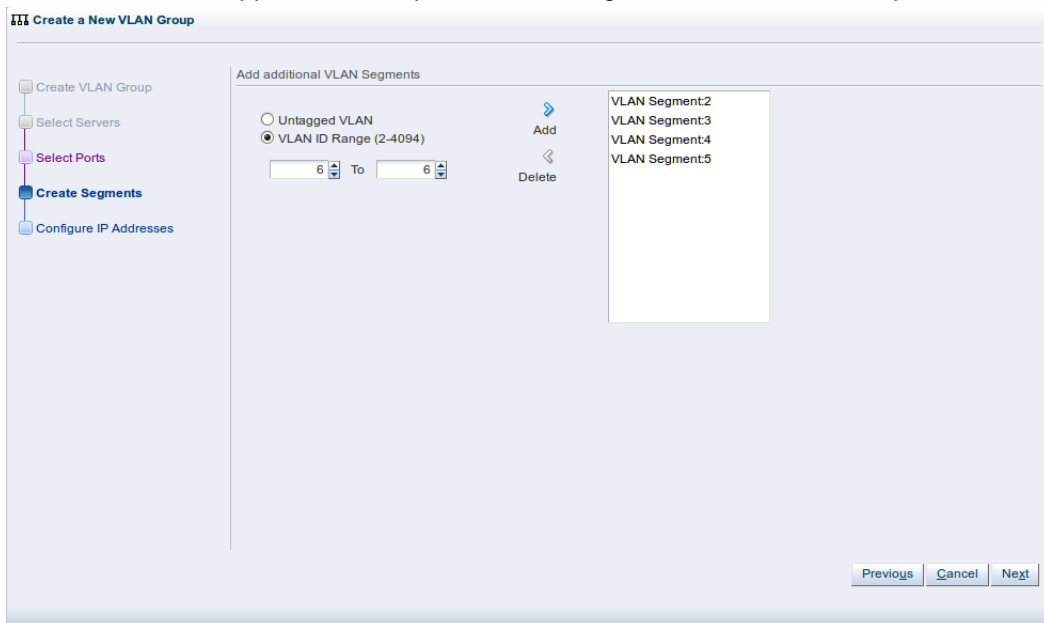 Create a New VLAN Group
Create VLAN Group
Select Servers
Select Ports
Create Segments
Configure IP Addresses
Add additional VLAN Segments
Untagged VLAN
VLAN ID Range (2-4094)
6 To 6
Add
Delete
VLAN Segment:2
VLAN Segment:3
VLAN Segment:4
VLAN Segment:5
Previous Cancel Next